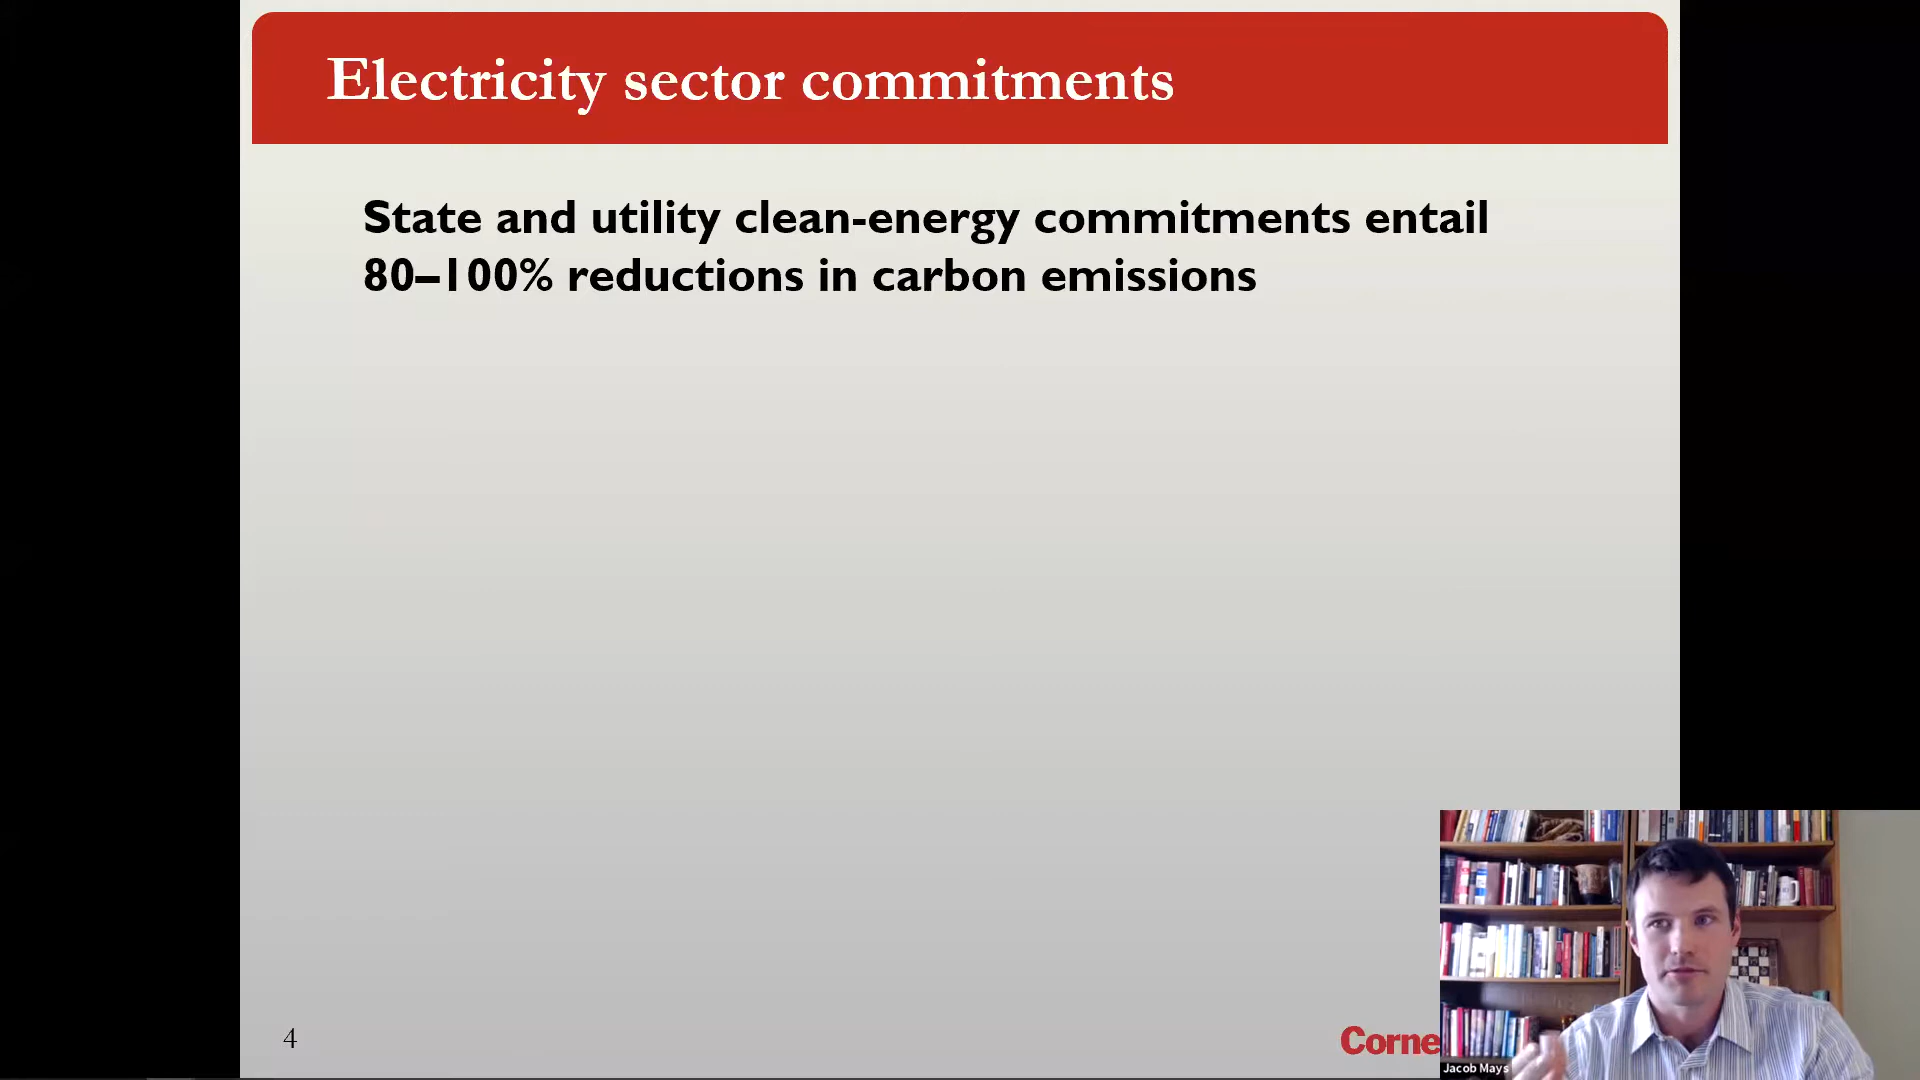 Electricity sector commitments
State and utility clean-energy commitments entail
80–100% reductions in carbon emissions
4
Corne
Jacob Mays